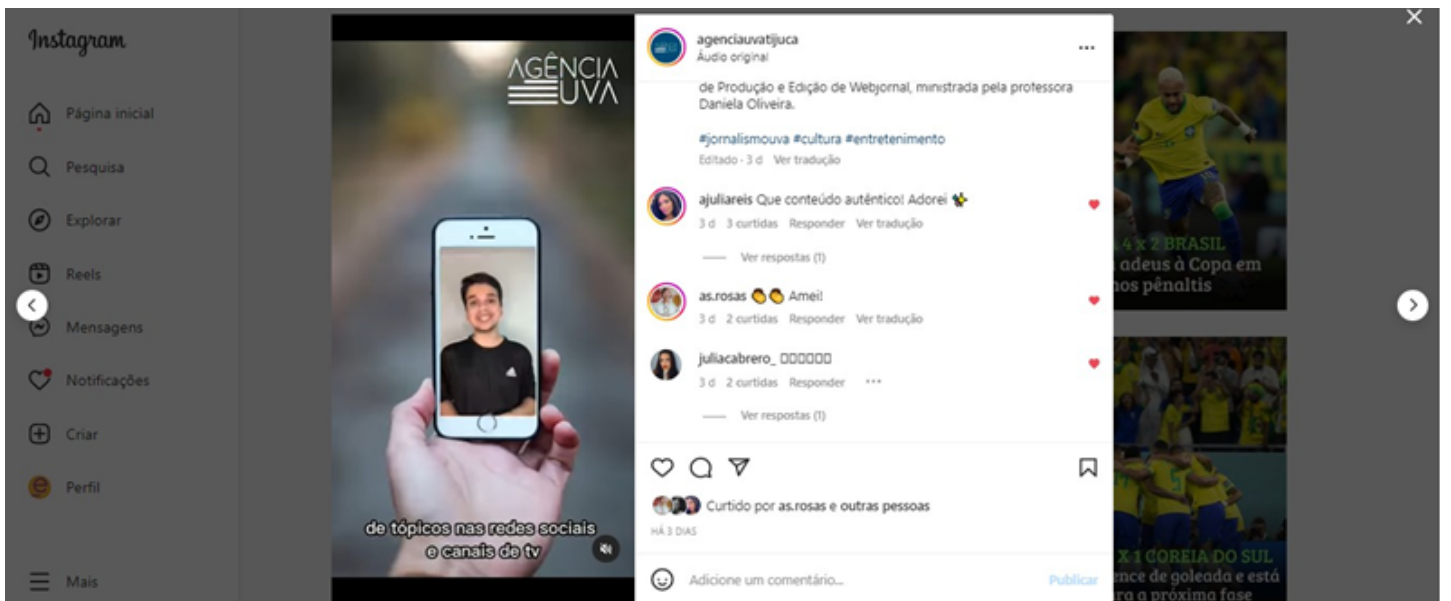 Instagram
Página inicial
Pesquisa
Explorar
Reels
Mensagens
Notificações
Criar
Perfil
Mais
AGÊNCIA
UVA
de tópicos nas redes sociais
e canais de tv
agenciauvatijuca
Áudio original
de Produção e Edição de Webjornal, ministrada pela professora
Daniela Oliveira.
#jornalismouva #cultura #entretenimento
Editado · 3 d Ver tradução
ajuliareis Que conteúdo autêntico! Adorei
3 d 3 curtidas Responder Ver tradução
Ver respostas (1)
as.rosas 👏👏 Amei!
3 d 2 curtidas Responder Ver tradução
juliacabrero_
3 d 2 curtidas Responder
Ver respostas (1)
Curtido por as.rosas e outras pessoas
HÁ 3 DIAS
Adicione um comentário... Publicar
4 x 2 BRASIL
adeus à Copa em
pênaltis
X 1 COREIA DO SUL
de goleada e está
a próxima fase